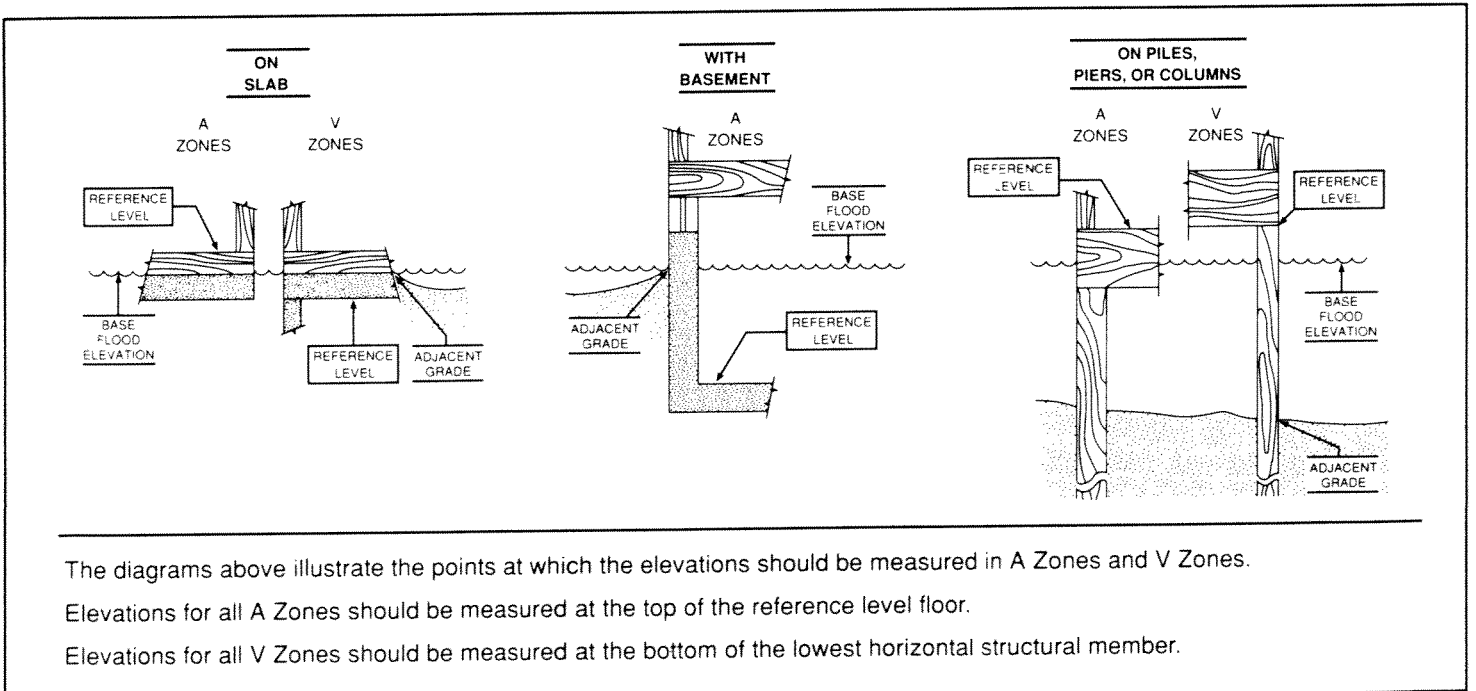 ON
SLAB
A
ZONES
V
ZONES
REFERENCE
LEVEL
BASE
FLOOD
ELEVATION
REFERENCE
LEVEL
ADJACENT
GRADE
WITH
BASEMENT
A
ZONES
BASE
FLOOD
ELEVATION
ADJACENT
GRADE
REFERENCE
LEVEL
ON PILES,
PIERS, OR COLUMNS
A
ZONES
V
ZONES
REFERENCE
LEVEL
REFERENCE
LEVEL
BASE
FLOOD
ELEVATION
ADJACENT
GRADE
The diagrams above illustrate the points at which the elevations should be measured in A Zones and V Zones.
Elevations for all A Zones should be measured at the top of the reference level floor.
Elevations for all V Zones should be measured at the bottom of the lowest horizontal structural member.